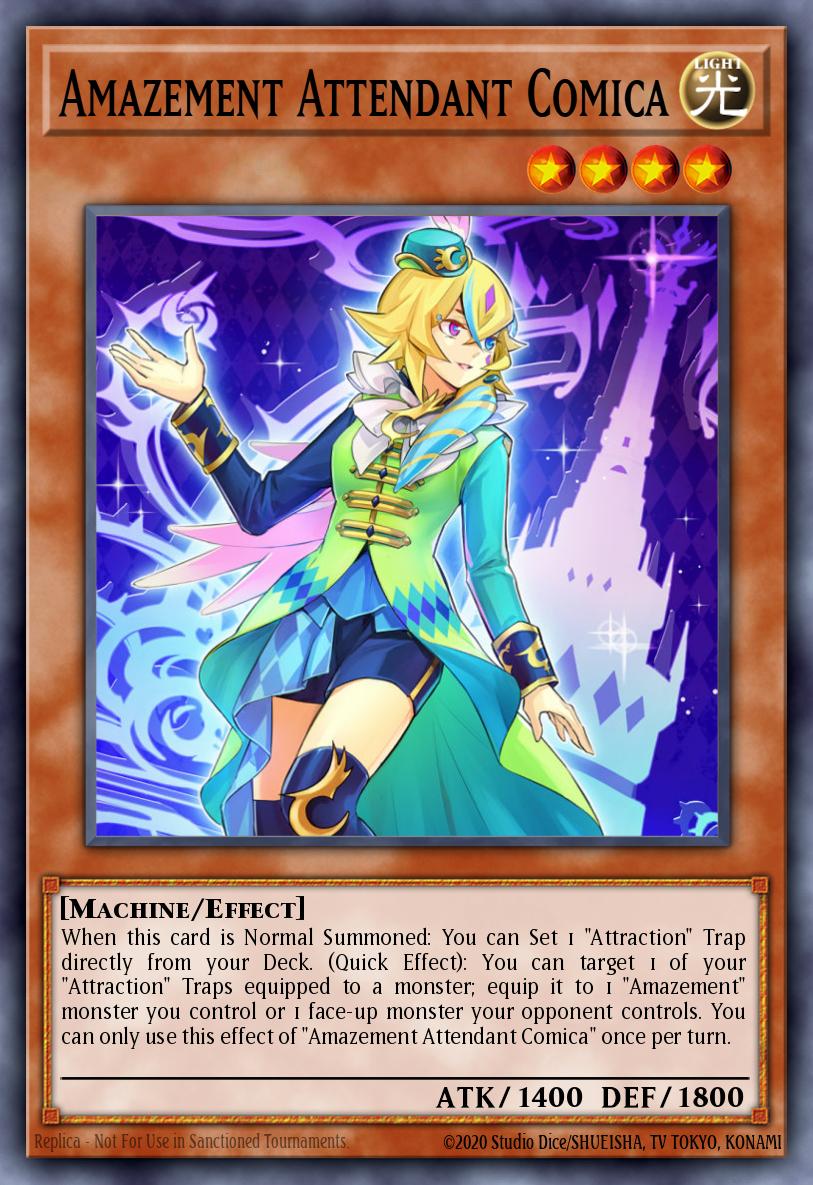 Amazement Attendant Comica
LIGHT
光
[Machine/Effect]
When this card is Normal Summoned: You can Set 1 "Attraction" Trap
directly from your Deck. (Quick Effect): You can target 1 of your
"Attraction" Traps equipped to a monster; equip it to 1 "Amazement"
monster you control or 1 face-up monster your opponent controls. You
can only use this effect of "Amazement Attendant Comica" once per turn.
ATK/1400 DEF/1800
Replica - Not For Use in Sanctioned Tournaments.
©2020 Studio Dice/SHUEISHA, TV TOKYO, KONAMI